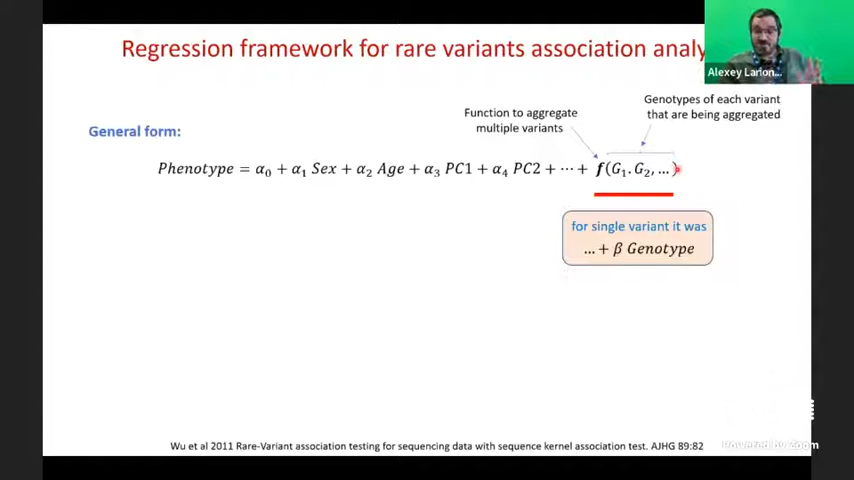 Regression framework for rare variants association analy
Alexey Larion...
Genotypes of each variant
that are being aggregated
Function to aggregate
multiple variants
General form:
Phenotype = α₀ + α₁ Sex + α₂ Age + α₃ PC1 + α₄ PC2 + ⋯ + f(G₁. G₂, …)
for single variant it was
… + β Genotype
Wu et al 2011 Rare-Variant association testing for sequencing data with sequence kernel association test. AJHG 89:82
Powered by Zoom